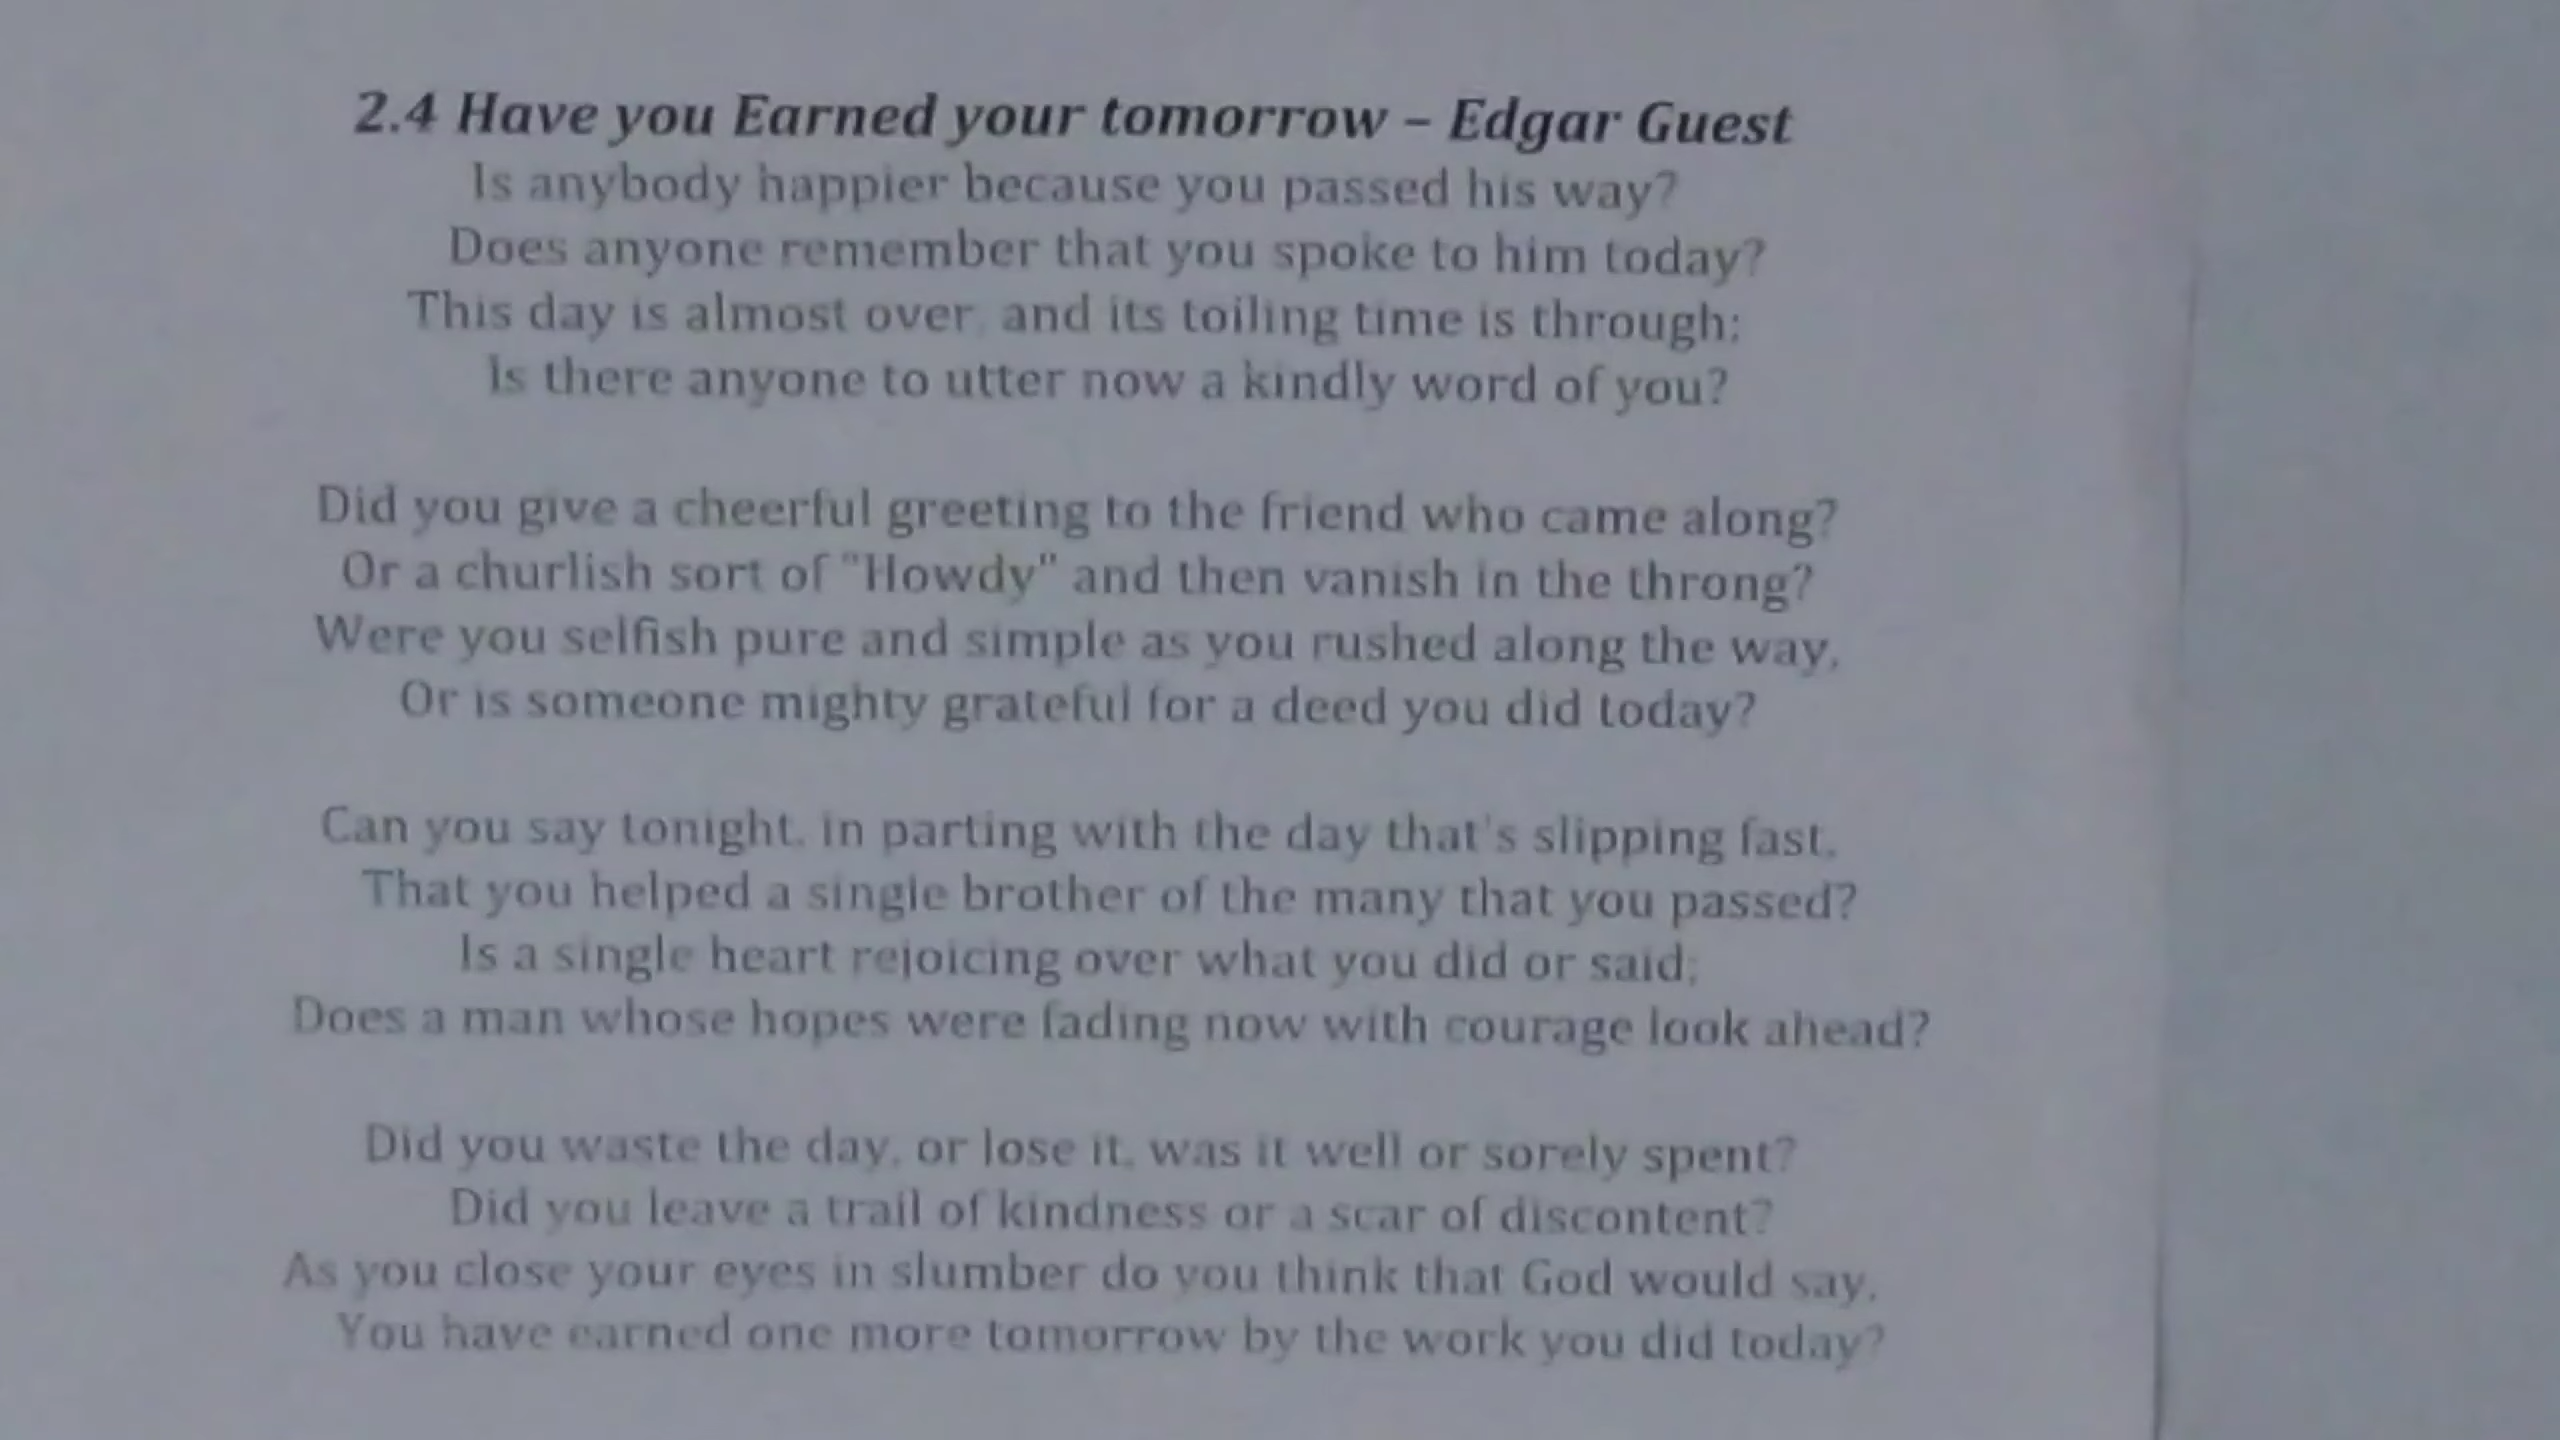 2.4 Have you Earned your tomorrow – Edgar Guest
Is anybody happier because you passed his way?
Does anyone remember that you spoke to him today?
This day is almost over, and its toiling time is through;
Is there anyone to utter now a kindly word of you?
Did you give a cheerful greeting to the friend who came along?
Or a churlish sort of "Howdy" and then vanish in the throng?
Were you selfish pure and simple as you rushed along the way,
Or is someone mighty grateful for a deed you did today?
Can you say tonight, in parting with the day that's slipping fast,
That you helped a single brother of the many that you passed?
Is a single heart rejoicing over what you did or said;
Does a man whose hopes were fading now with courage look ahead?
Did you waste the day, or lose it, was it well or sorely spent?
Did you leave a trail of kindness or a scar of discontent?
As you close your eyes in slumber do you think that God would say,
You have earned one more tomorrow by the work you did today?